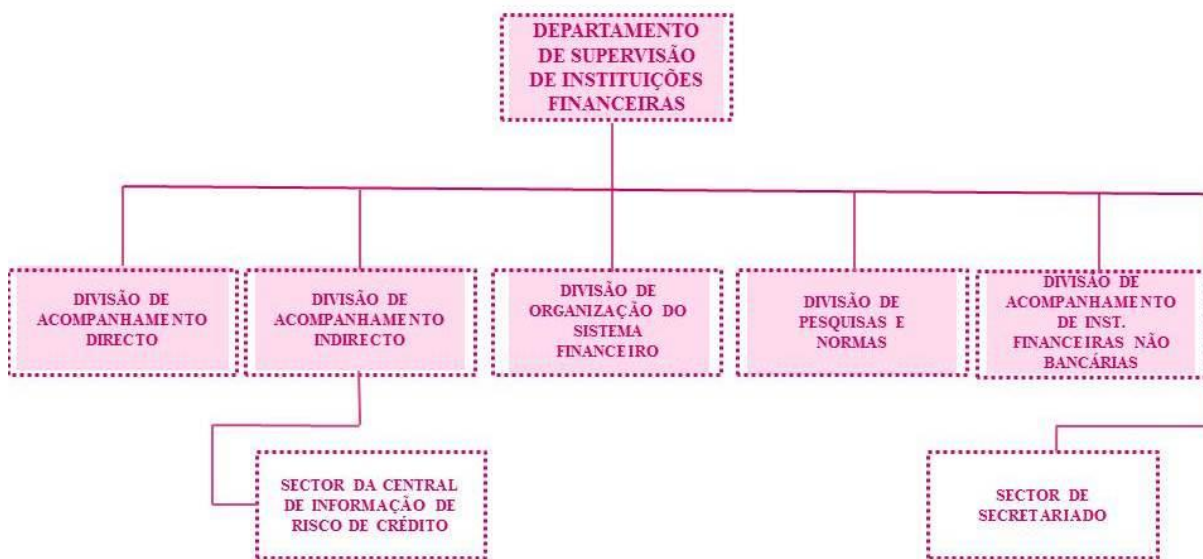 DEPARTAMENTO
DE SUPERVISÃO
DE INSTITUIÇÕES
FINANCEIRAS
DIVISÃO DE
ACOMPANHAMENTO
DIRECTO
DIVISÃO DE
ACOMPANHAMENTO
INDIRECTO
DIVISÃO DE
ORGANIZAÇÃO DO
SISTEMA
FINANCEIRO
DIVISÃO DE
PESQUISAS E
NORMAS
DIVISÃO DE
ACOMPANHAMENTO
DE INST.
FINANCEIRAS NÃO
BANCÁRIAS
SECTOR DA CENTRAL
DE INFORMAÇÃO DE
RISCO DE CRÉDITO
SECTOR DE
SECRETARIADO